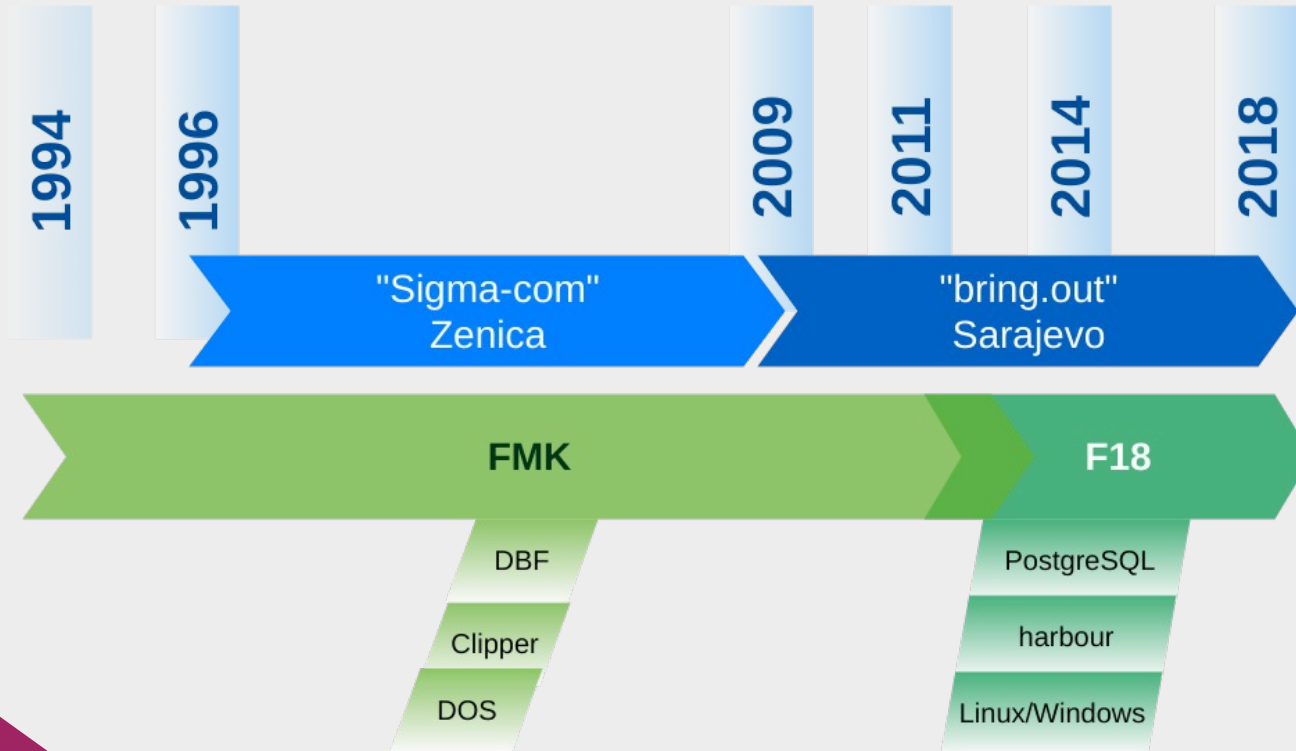 1994
1996
2009
2011
2014
2018
"Sigma-com"
Zenica
"bring.out"
Sarajevo
FMK
F18
DBF
Clipper
DOS
PostgreSQL
harbour
Linux/Windows